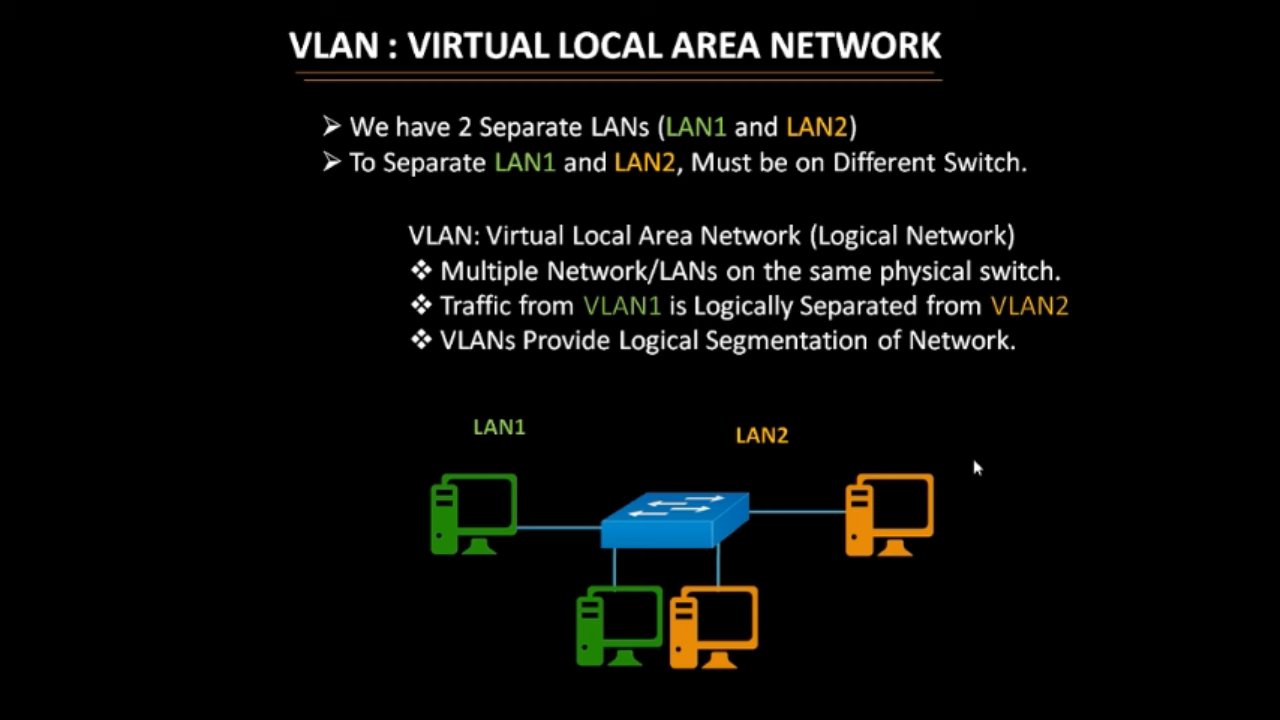 VLAN : VIRTUAL LOCAL AREA NETWORK
➢ We have 2 Separate LANs (LAN1 and LAN2)
➢ To Separate LAN1 and LAN2, Must be on Different Switch.
VLAN: Virtual Local Area Network (Logical Network)
❖ Multiple Network/LANs on the same physical switch.
❖ Traffic from VLAN1 is Logically Separated from VLAN2
❖ VLANs Provide Logical Segmentation of Network.
LAN1
LAN2